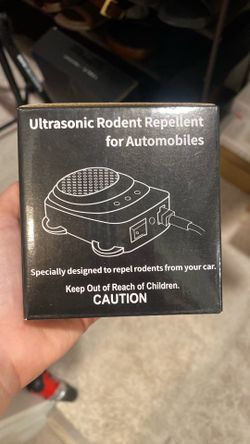 Ultrasonic Rodent Repellent
for Automobiles
Specially designed to repel rodents from your car.
Keep Out of Reach of Children.
CAUTION